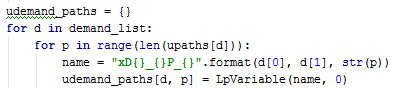 udemand_paths = {}
for d in demand_list:
    for p in range(len(upaths[d])):
        name = "xD{}_{}P_{}".format(d[0], d[1], str(p))
        udemand_paths[d, p] = LpVariable(name, 0)